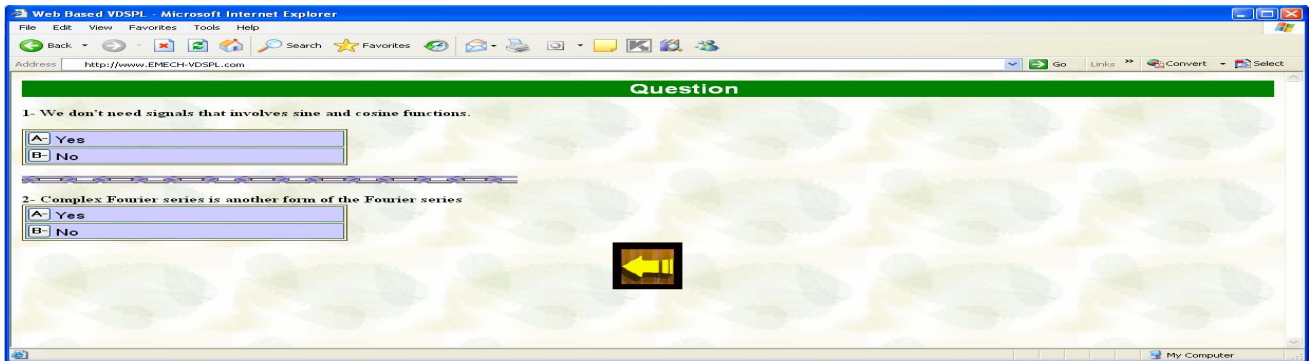 Web Based VDSPL - Microsoft Internet Explorer
File Edit View Favorites Tools Help
Back Search Favorites
Address http://www.EMECH-VDSPL.com Go Links » Convert Select
Question
1- We don't need signals that involves sine and cosine functions.
A- Yes
B- No
2- Complex Fourier series is another form of the Fourier series
A- Yes
B- No
My Computer